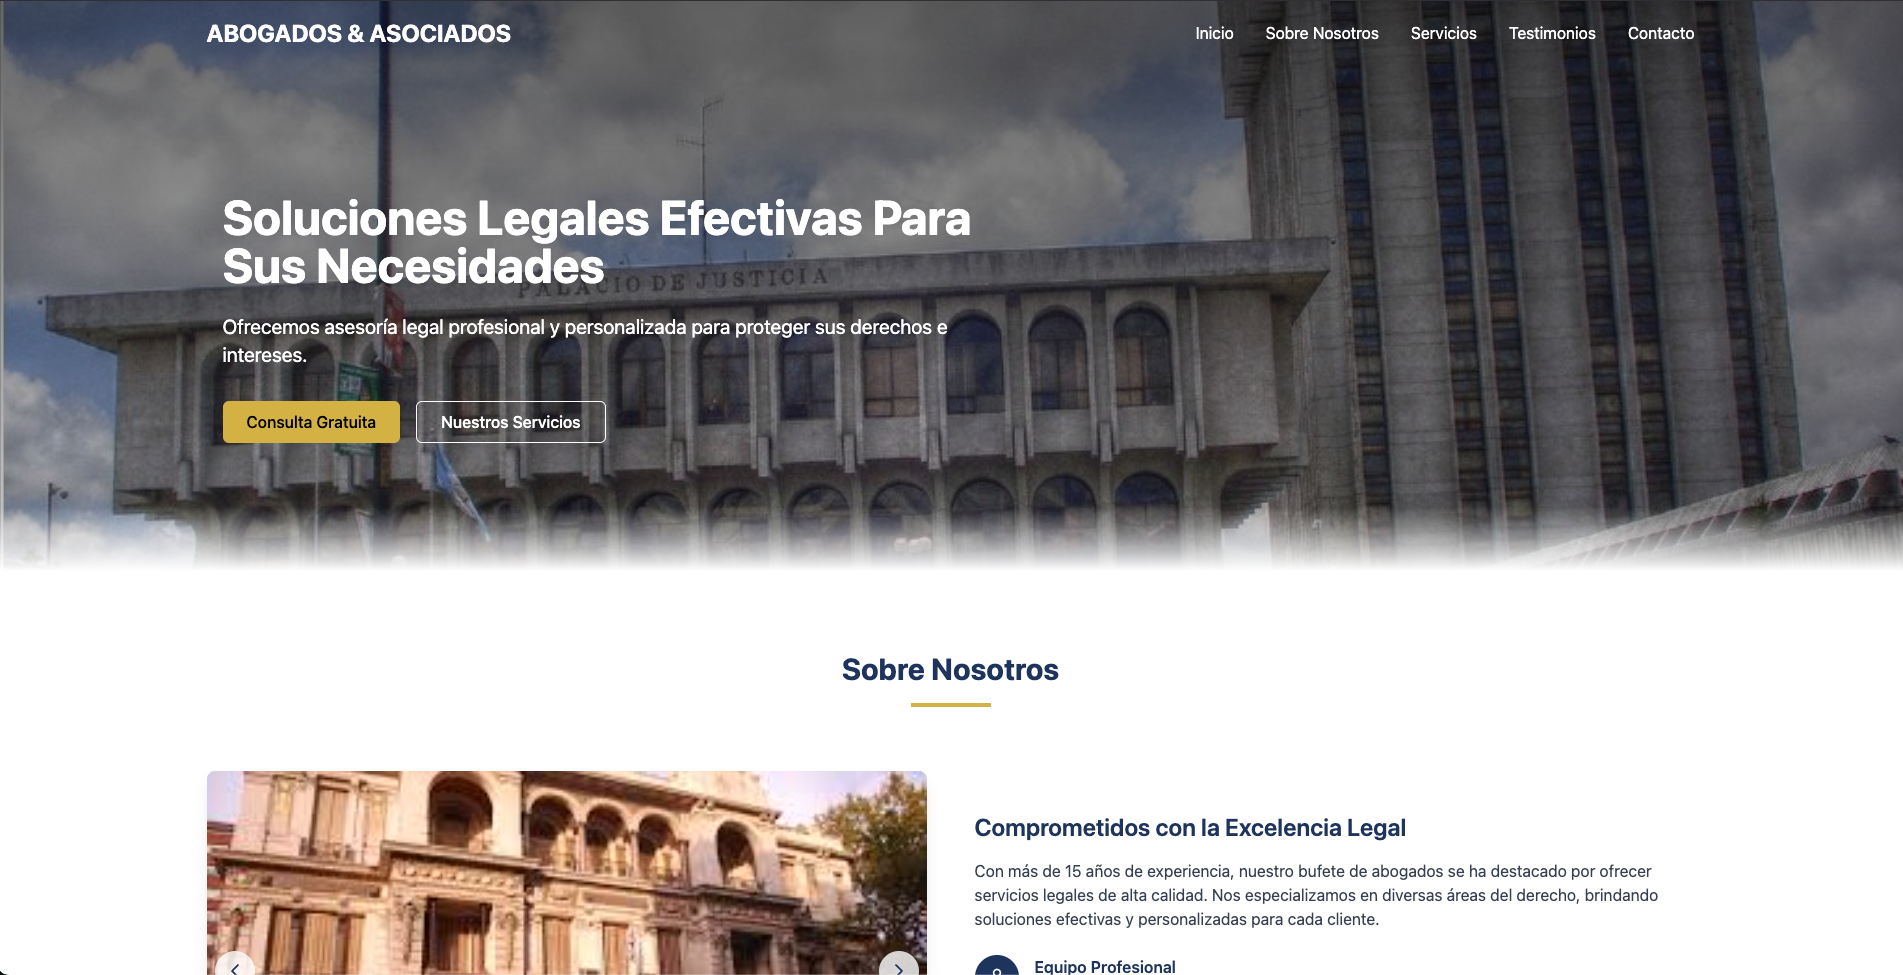 ABOGADOS & ASOCIADOS
Inicio Sobre Nosotros Servicios Testimonios Contacto
Soluciones Legales Efectivas Para
Sus Necesidades
PALACIO DE JUSTICIA
Ofrecemos asesoría legal profesional y personalizada para proteger sus derechos e
intereses.
Consulta Gratuita
Nuestros Servicios
Sobre Nosotros
Comprometidos con la Excelencia Legal
Con más de 15 años de experiencia, nuestro bufete de abogados se ha destacado por ofrecer
servicios legales de alta calidad. Nos especializamos en diversas áreas del derecho, brindando
soluciones efectivas y personalizadas para cada cliente.
Equipo Profesional